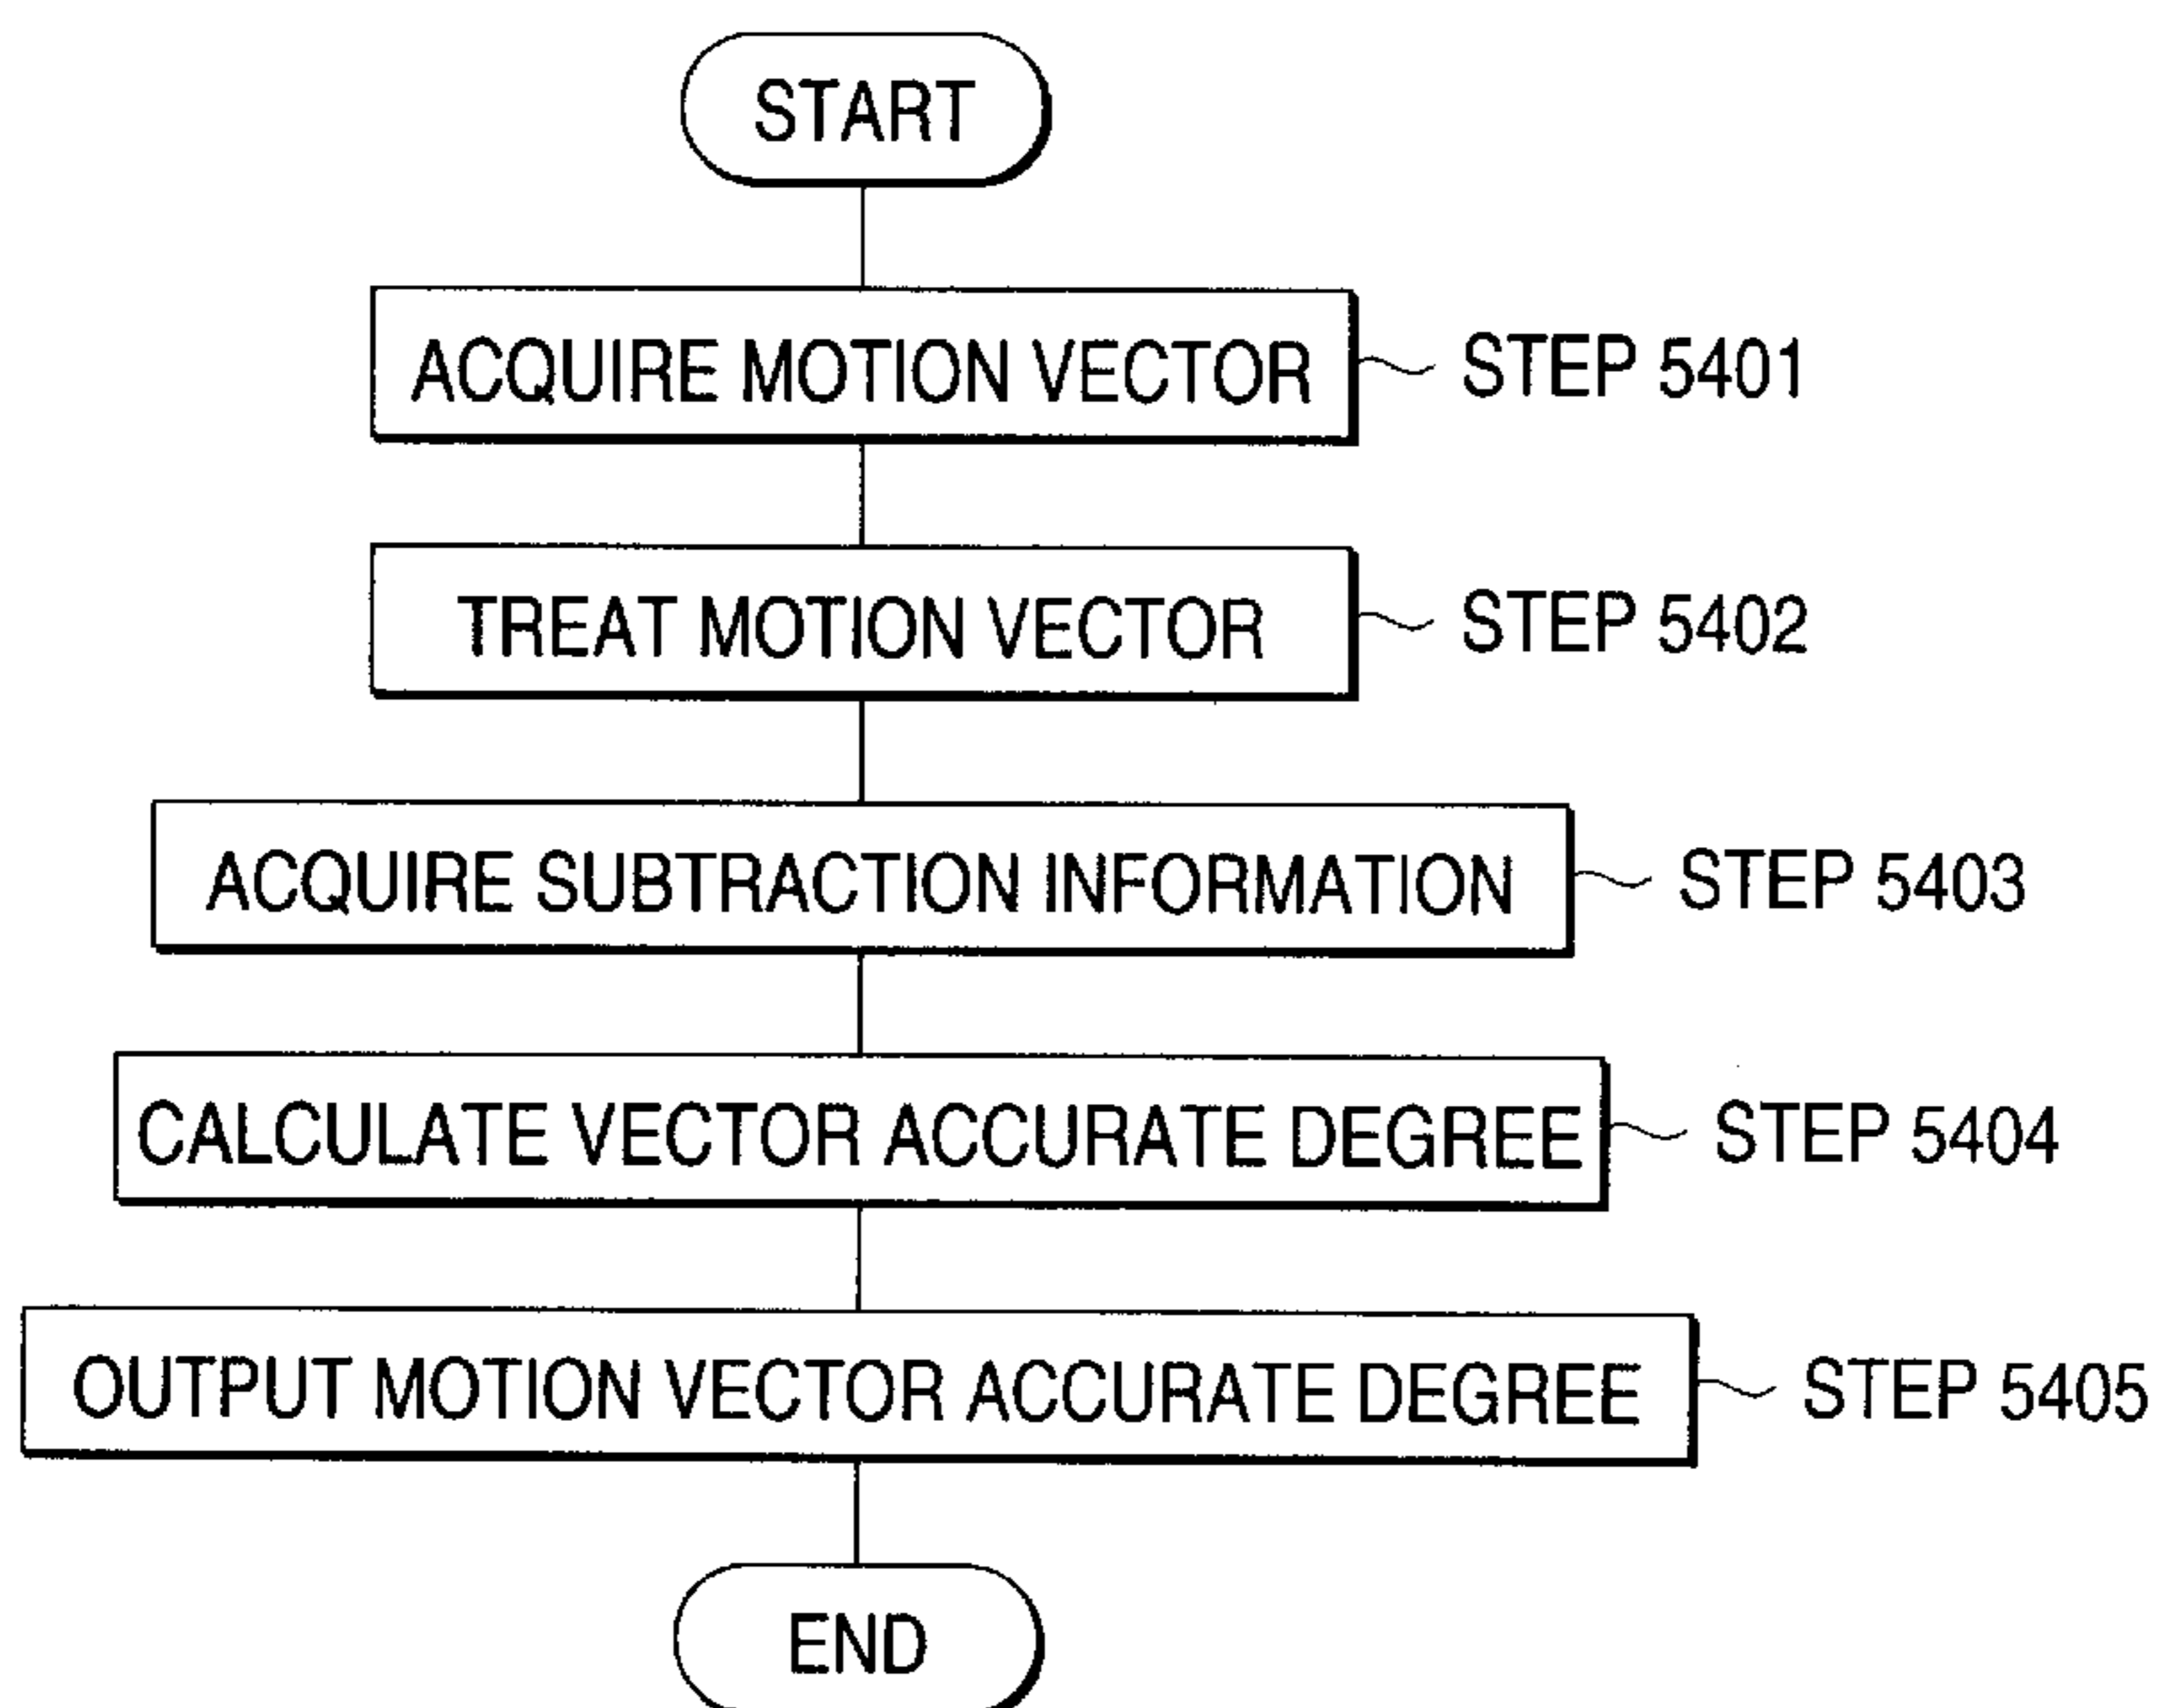 START
ACQUIRE MOTION VECTOR STEP 5401
TREAT MOTION VECTOR STEP 5402
ACQUIRE SUBTRACTION INFORMATION STEP 5403
CALCULATE VECTOR ACCURATE DEGREE STEP 5404
OUTPUT MOTION VECTOR ACCURATE DEGREE STEP 5405
END